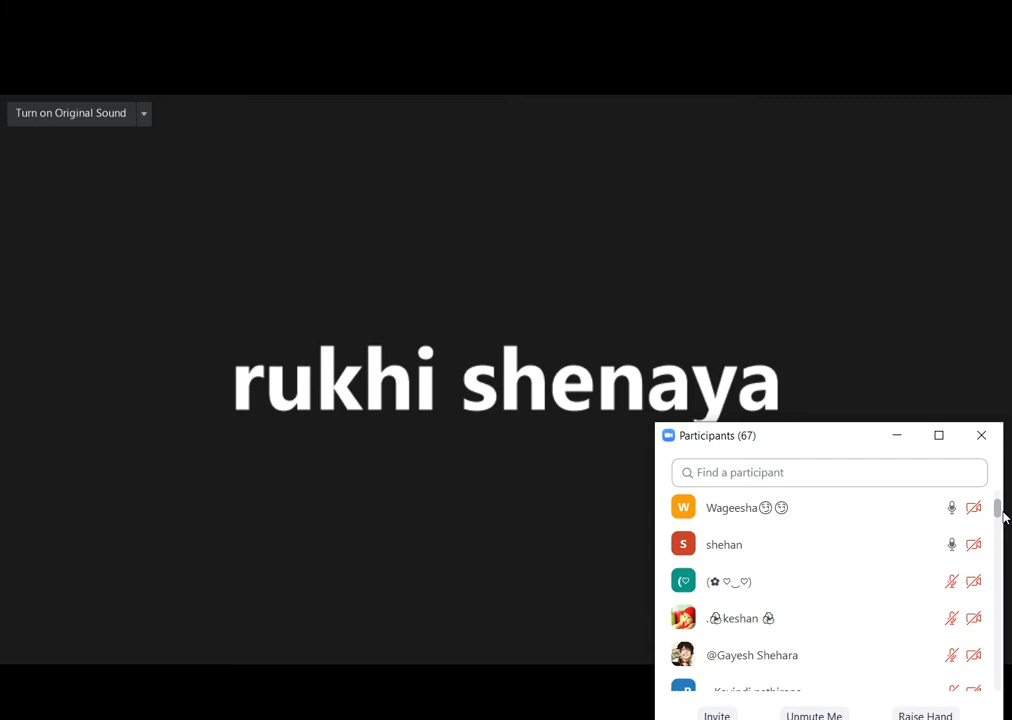 Turn on Original Sound
rukhi shenaya
Participants (67)
Find a participant
W Wageesha😏😏
S shehan
(♡ (✿ ♡‿♡)
.🎅keshan 🎅
@Gayesh Shehara
Invite Unmute Me Raise Hand